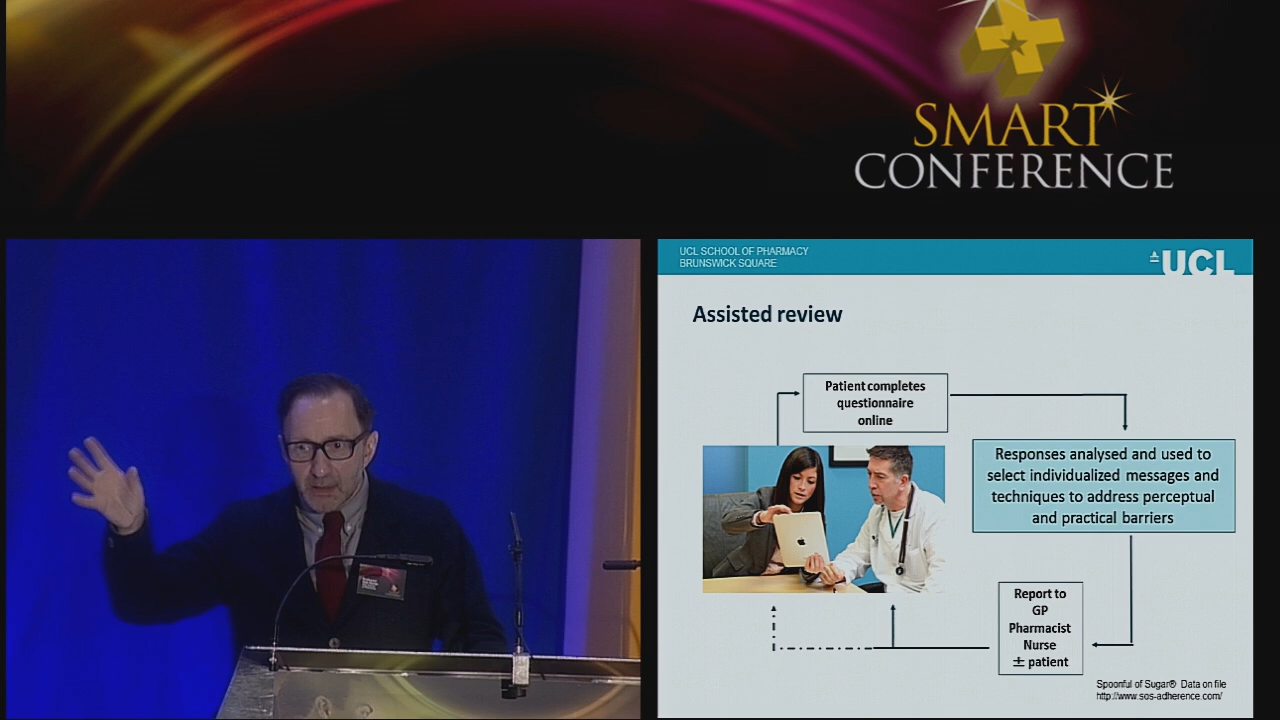 SMART
CONFERENCE
UCL SCHOOL OF PHARMACY
BRUNSWICK SQUARE
UCL
Assisted review
Patient completes
questionnaire
online
Responses analysed and used to
select individualized messages and
techniques to address perceptual
and practical barriers
Report to
GP
Pharmacist
Nurse
± patient
Spoonful of Sugar® Data on file
http://www.sos-adherence.com/